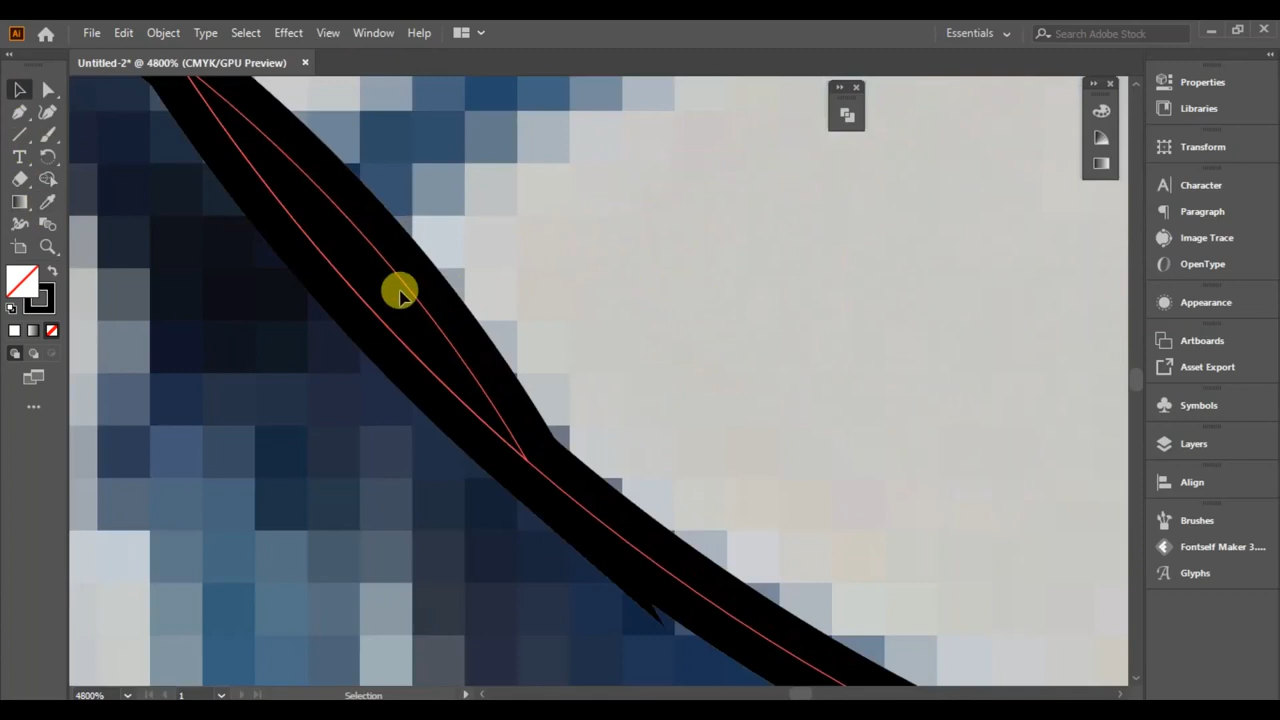 Ai File Edit Object Type Select Effect View Window Help Essentials Search Adobe Stock
Untitled-2* @ 4800% (CMYK/GPU Preview)
Properties
Libraries
Transform
Character
Paragraph
Image Trace
OpenType
Appearance
Artboards
Asset Export
Symbols
Layers
Align
Brushes
Fontself Maker 3....
Glyphs
4800% 1 Selection